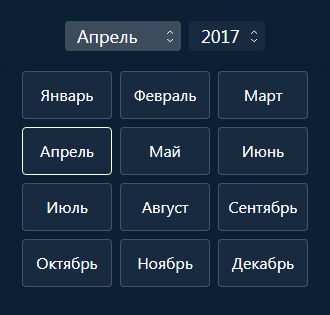 Апрель 2017
Январь Февраль Март
Апрель Май Июнь
Июль Август Сентябрь
Октябрь Ноябрь Декабрь